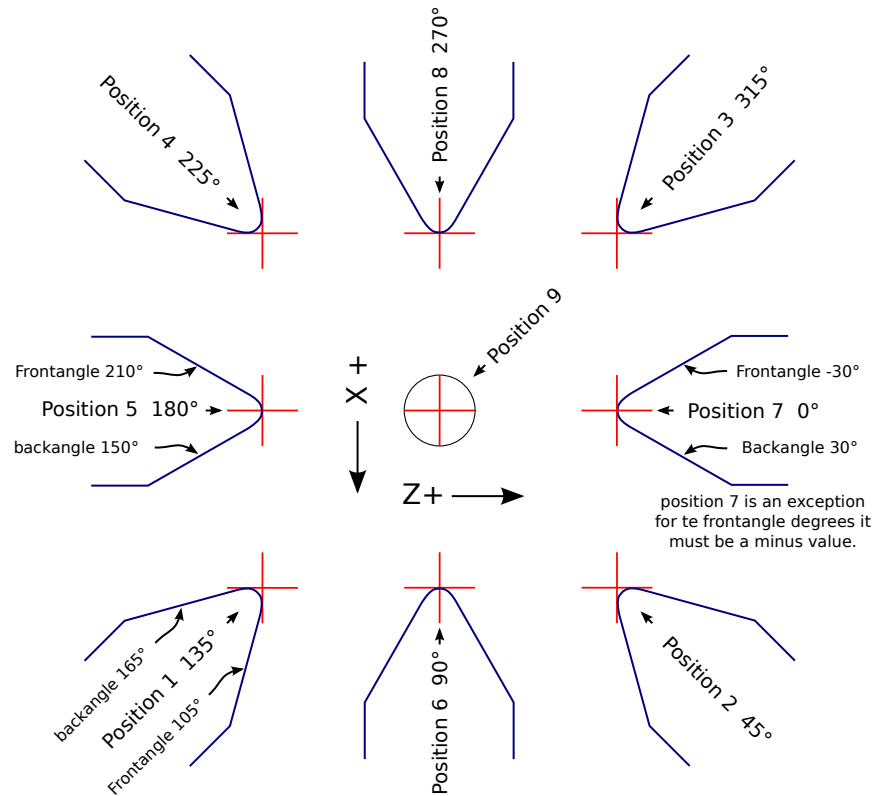 Position 4 225°
Position 8 270°
Position 3 315°
Frontangle 210°
Position 5 180°
backangle 150°
X +
Position 9
Z+
Frontangle -30°
Position 7 0°
Backangle 30°
position 7 is an exception
for te frontangle degrees it
must be a minus value.
backangle 165°
Position 1 135°
Frontangle 105°
Position 6 90°
Position 2 45°